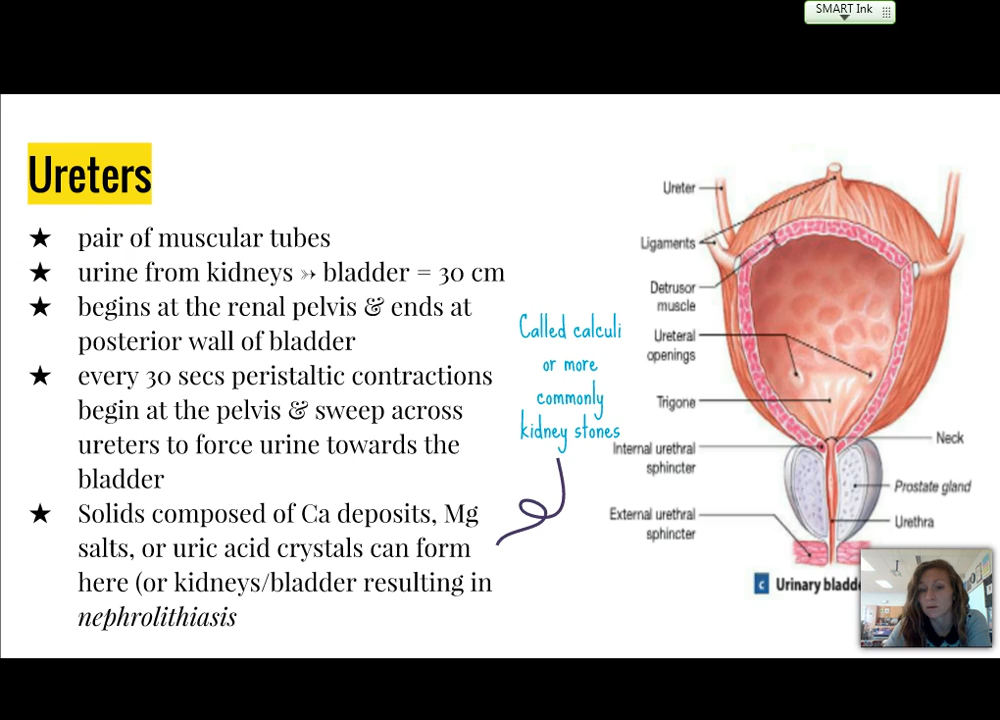 SMART Ink
Ureters
★ pair of muscular tubes
★ urine from kidneys ➳ bladder = 30 cm
★ begins at the renal pelvis & ends at
posterior wall of bladder
★ every 30 secs peristaltic contractions
begin at the pelvis & sweep across
ureters to force urine towards the
bladder
★ Solids composed of Ca deposits, Mg
salts, or uric acid crystals can form
here (or kidneys/bladder resulting in
nephrolithiasis
Called calculi
or more
commonly
kidney stones
Ureter
Ligaments
Detrusor
muscle
Ureteral
openings
Trigone
Internal urethral
sphincter
External urethral
sphincter
Neck
Prostate gland
Urethra
c Urinary